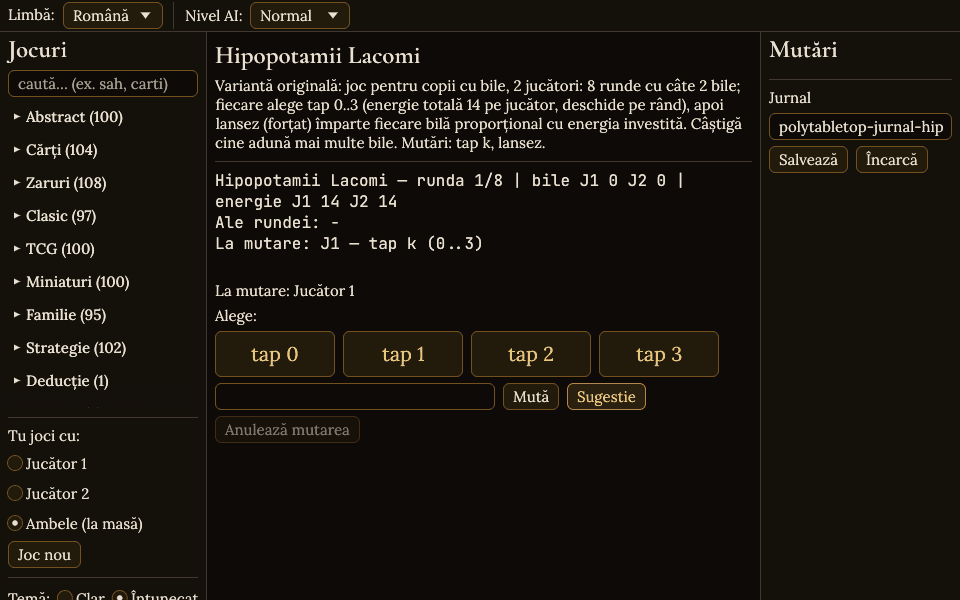 Limbă: Română ▼ Nivel AI: Normal ▼
Jocuri
caută... (ex. sah, carti)
▸ Abstract (100)
▸ Cărți (104)
▸ Zaruri (108)
▸ Clasic (97)
▸ TCG (100)
▸ Miniaturi (100)
▸ Familie (95)
▸ Strategie (102)
▸ Deducție (1)
Tu joci cu:
Jucător 1
Jucător 2
Ambele (la masă)
Joc nou
Temă: Clar Întunecat
Hipopotamii Lacomi
Variantă originală: joc pentru copii cu bile, 2 jucători: 8 runde cu câte 2 bile;
fiecare alege tap 0..3 (energie totală 14 pe jucător, deschide pe rând), apoi
lansez (forțat) împarte fiecare bilă proporțional cu energia investită. Câștigă
cine adună mai multe bile. Mutări: tap k, lansez.
Hipopotamii Lacomi — runda 1/8 | bile J1 0 J2 0 |
energie J1 14 J2 14
Ale rundei: -
La mutare: J1 — tap k (0..3)
La mutare: Jucător 1
Alege:
tap 0 tap 1 tap 2 tap 3
Mută Sugestie
Anulează mutarea
Mutări
Jurnal
polytabletop-jurnal-hip
Salvează Încarcă